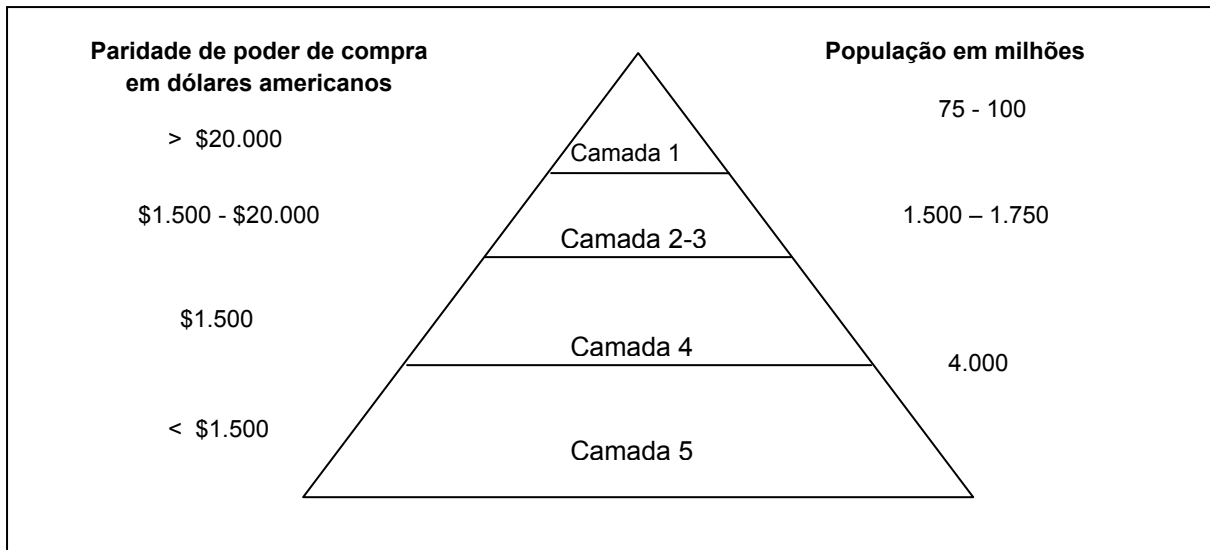 Paridade de poder de compra
em dólares americanos
População em milhões
> $20.000
75 - 100
Camada 1
$1.500 - $20.000
1.500 – 1.750
Camada 2-3
$1.500
Camada 4
4.000
< $1.500
Camada 5